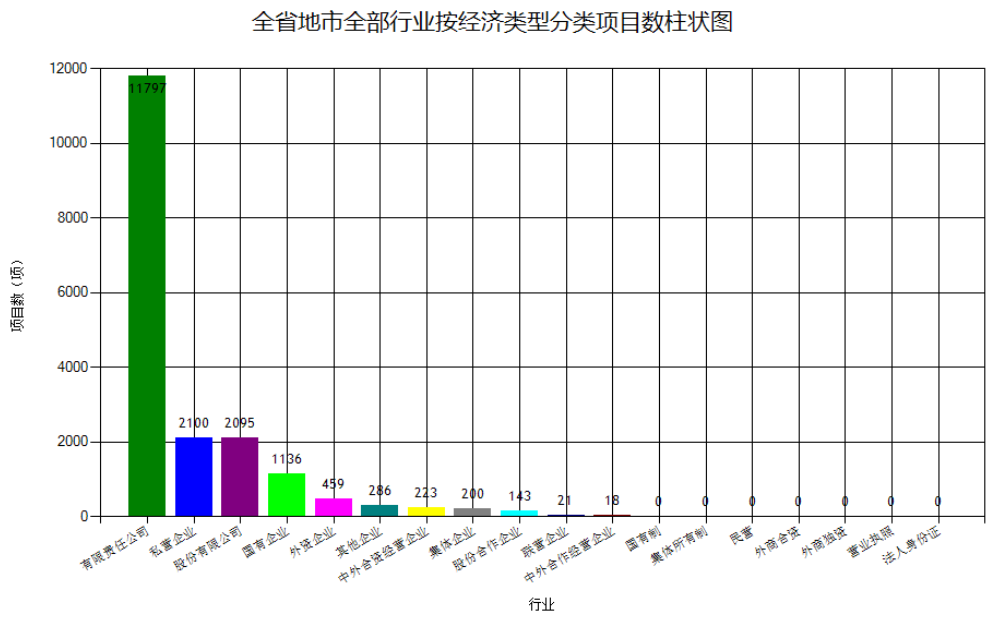 全省地市全部行业按经济类型分类项目数柱状图
项目数（项）
12000
10000
8000
6000
4000
2000
0
11797
2100
2095
1136
459
286
223
200
143
21
18
0
0
0
0
0
0
0
有限责任公司
私营企业
股份有限公司
国有企业
外资企业
其他企业
中外合资经营企业
集体企业
股份合作企业
联营企业
中外合作经营企业
国有制
集体所有制
民营
外商合资
外商独资
营业执照
法人身份证
行业